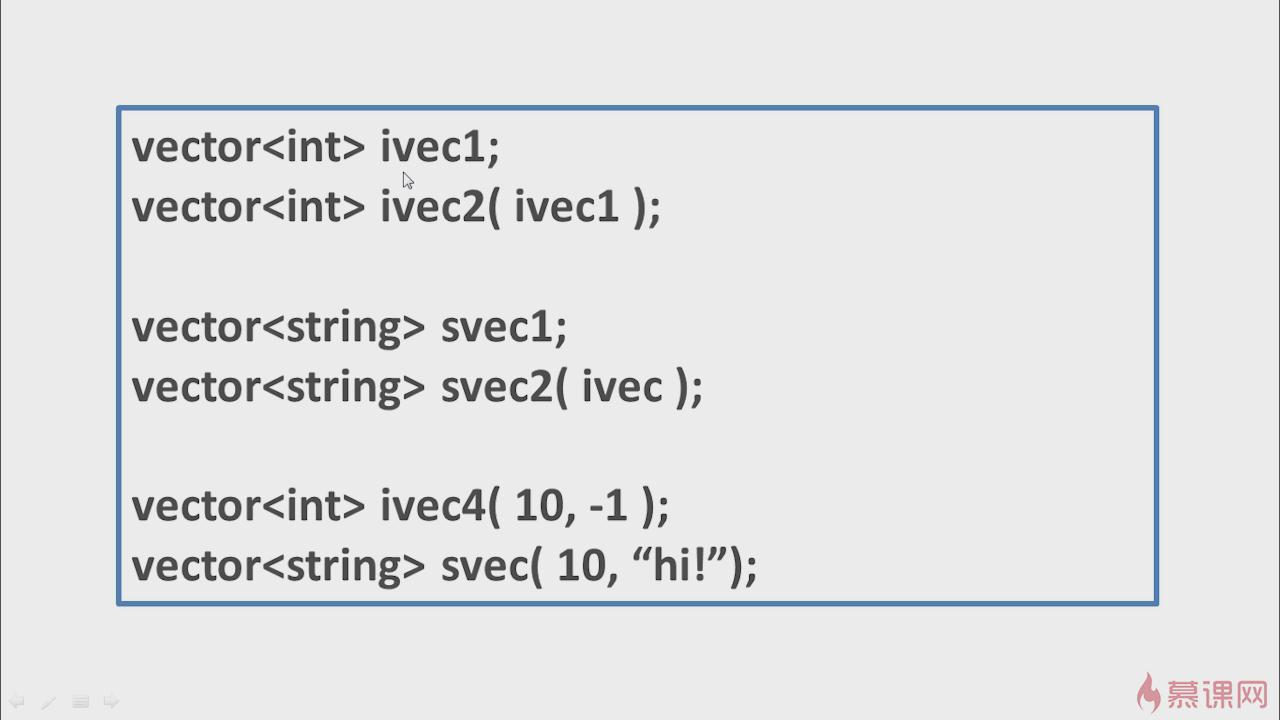 vector<int> ivec1;
vector<int> ivec2( ivec1 );
vector<string> svec1;
vector<string> svec2( ivec );
vector<int> ivec4( 10, -1 );
vector<string> svec( 10, “hi!”);
慕课网